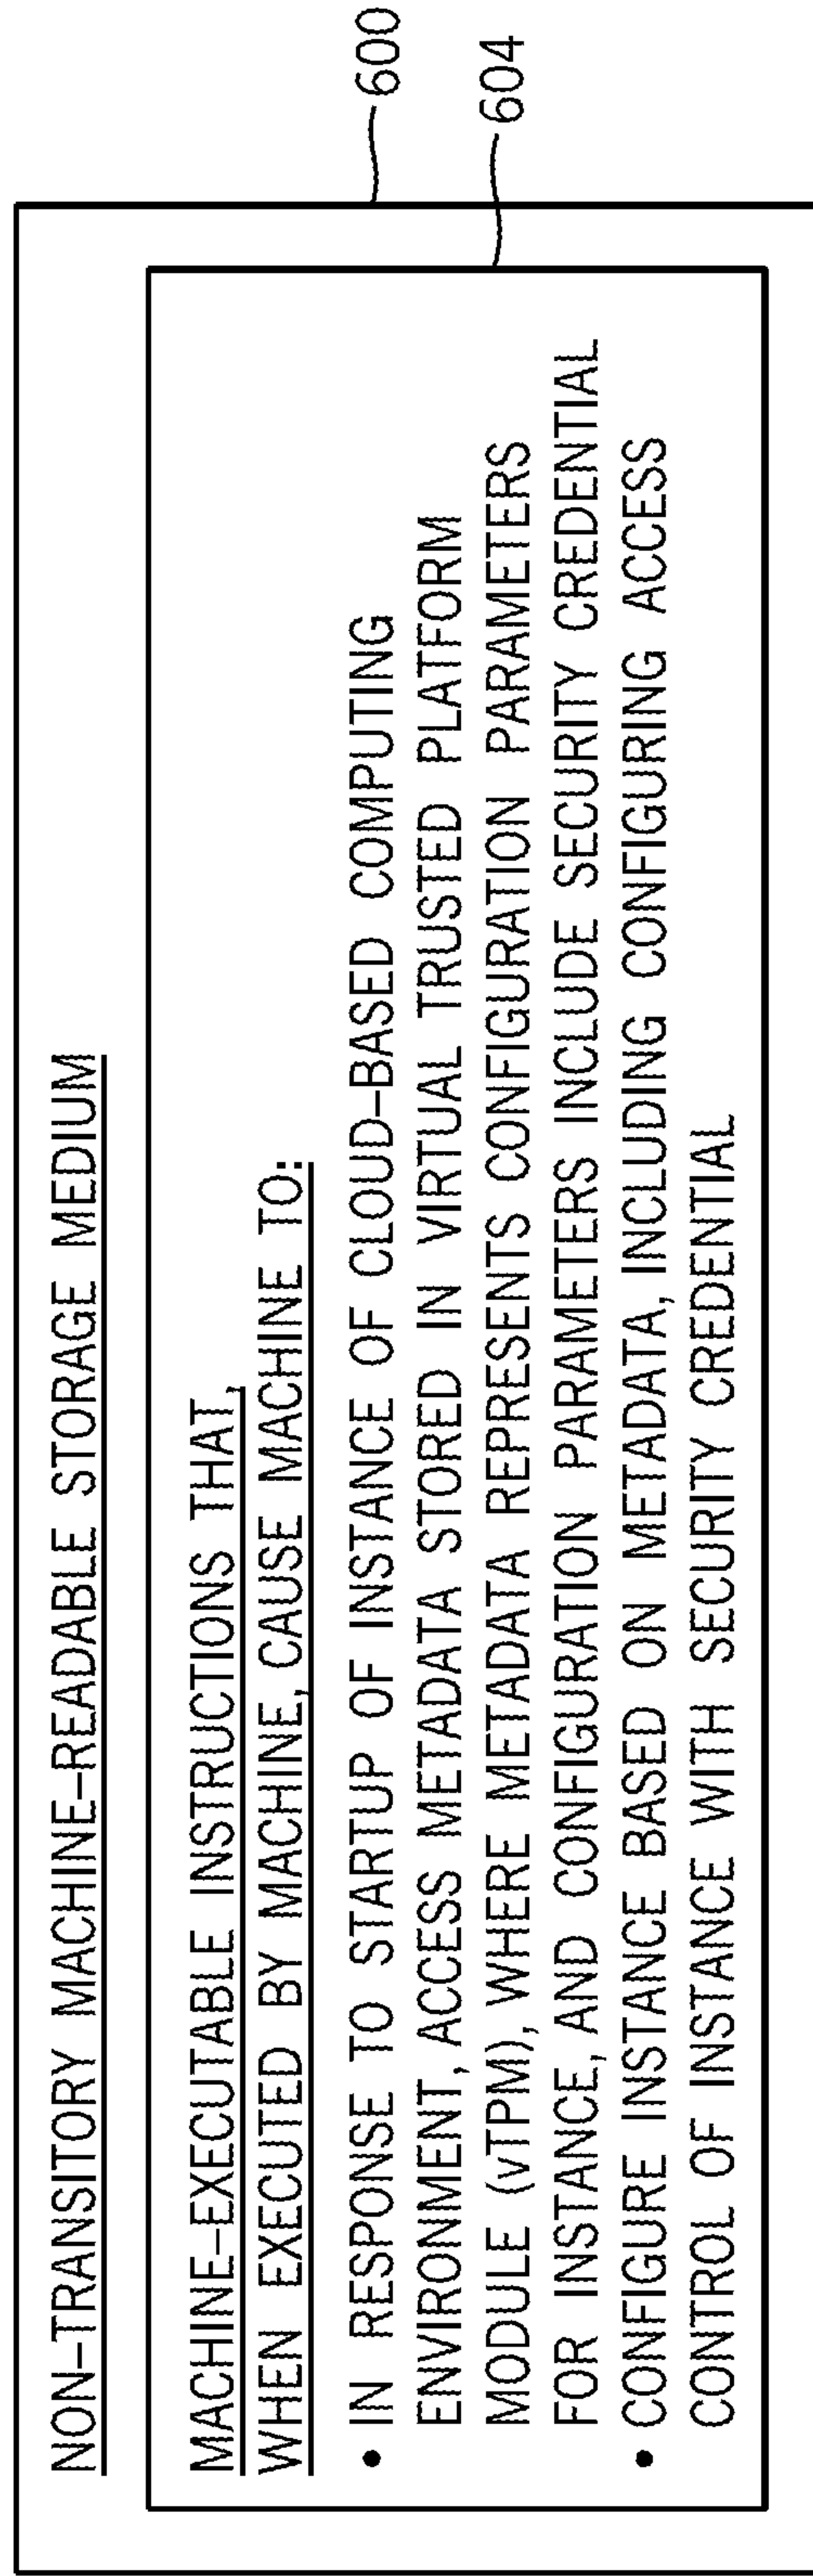 NON-TRANSITORY MACHINE-READABLE STORAGE MEDIUM
MACHINE-EXECUTABLE INSTRUCTIONS THAT,
WHEN EXECUTED BY MACHINE, CAUSE MACHINE TO:
• IN RESPONSE TO STARTUP OF INSTANCE OF CLOUD-BASED COMPUTING
ENVIRONMENT, ACCESS METADATA STORED IN VIRTUAL TRUSTED PLATFORM
MODULE (vTPM), WHERE METADATA REPRESENTS CONFIGURATION PARAMETERS
FOR INSTANCE, AND CONFIGURATION PARAMETERS INCLUDE SECURITY CREDENTIAL
• CONFIGURE INSTANCE BASED ON METADATA, INCLUDING CONFIGURING ACCESS
CONTROL OF INSTANCE WITH SECURITY CREDENTIAL
600
604